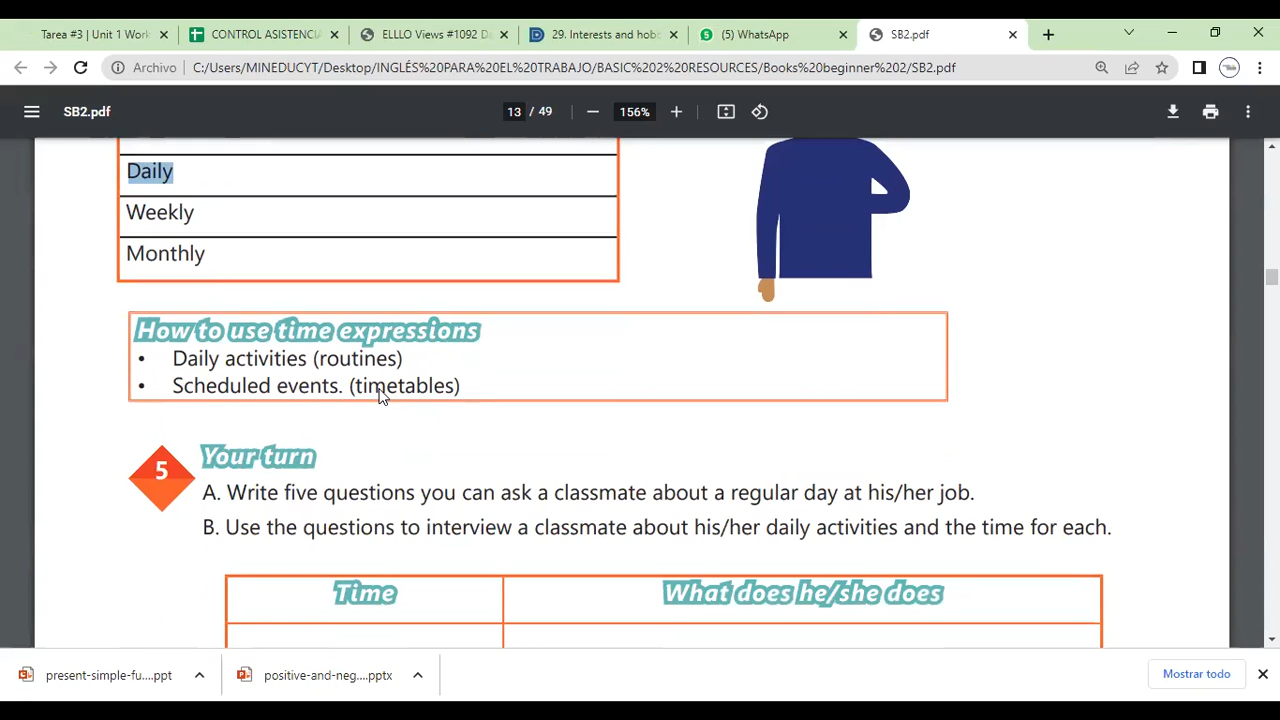 Tarea #3 | Unit 1 Work
CONTROL ASISTENCIA
ELLLO Views #1092 D
29. Interests and hob
(5) WhatsApp
SB2.pdf
Archivo
C:/Users/MINEDUCYT/Desktop/INGLÉS%20PARA%20EL%20TRABAJO/BASIC%202%20RESOURCES/Books%20beginner%202/SB2.pdf
SB2.pdf
13 / 49
156%
Daily
Weekly
Monthly
How to use time expressions
• Daily activities (routines)
• Scheduled events. (timetables)
5
Your turn
A. Write five questions you can ask a classmate about a regular day at his/her job.
B. Use the questions to interview a classmate about his/her daily activities and the time for each.
Time
What does he/she does
present-simple-fu....ppt
positive-and-neg....pptx
Mostrar todo